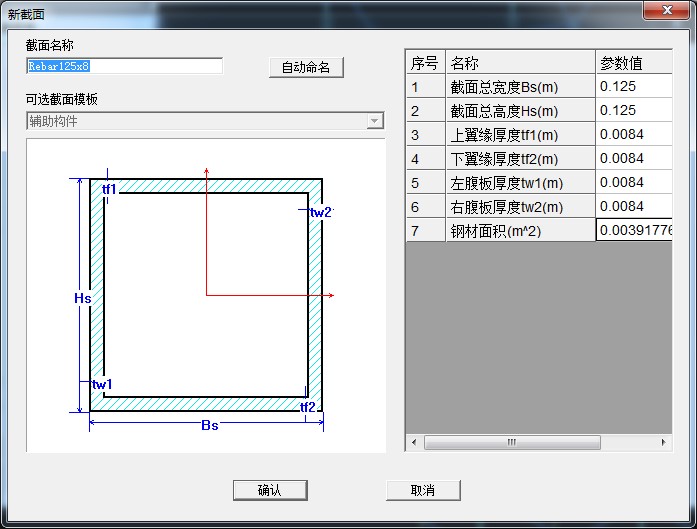 新截面
截面名称
Rebar125x8
自动命名
可选截面模板
辅助构件
tf1
tw2
Hs
tw1
tf2
Bs
序号 名称 参数值
1 截面总宽度Bs(m) 0.125
2 截面总高度Hs(m) 0.125
3 上翼缘厚度tf1(m) 0.0084
4 下翼缘厚度tf2(m) 0.0084
5 左腹板厚度tw1(m) 0.0084
6 右腹板厚度tw2(m) 0.0084
7 钢材面积(m^2) 0.00391776
确认
取消